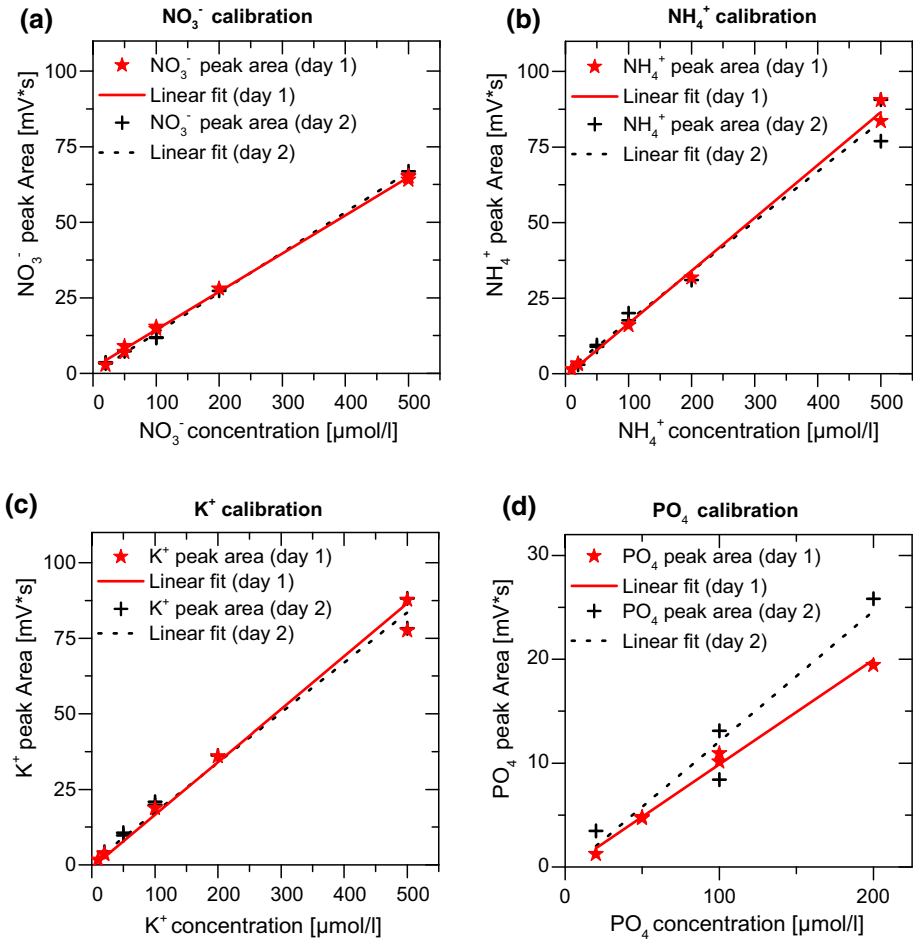 (a)
NO₃⁻ calibration
NO₃⁻ peak Area [mV*s]
100
75
50
25
0
NO₃⁻ peak area (day 1)
Linear fit (day 1)
NO₃⁻ peak area (day 2)
Linear fit (day 2)
0 100 200 300 400 500
NO₃⁻ concentration [µmol/l]
(b)
NH₄⁺ calibration
NH₄⁺ peak Area [mV*s]
100
75
50
25
0
NH₄⁺ peak area (day 1)
Linear fit (day 1)
NH₄⁺ peak area (day 2)
Linear fit (day 2)
0 100 200 300 400 500
NH₄⁺ concentration [µmol/l]
(c)
K⁺ calibration
K⁺ peak Area [mV*s]
100
75
50
25
0
K⁺ peak area (day 1)
Linear fit (day 1)
K⁺ peak area (day 2)
Linear fit (day 2)
0 100 200 300 400 500
K⁺ concentration [µmol/l]
(d)
PO₄ calibration
PO₄ peak Area [mV*s]
30
20
10
0
PO₄ peak area (day 1)
Linear fit (day 1)
PO₄ peak area (day 2)
Linear fit (day 2)
0 100 200
PO₄ concentration [µmol/l]